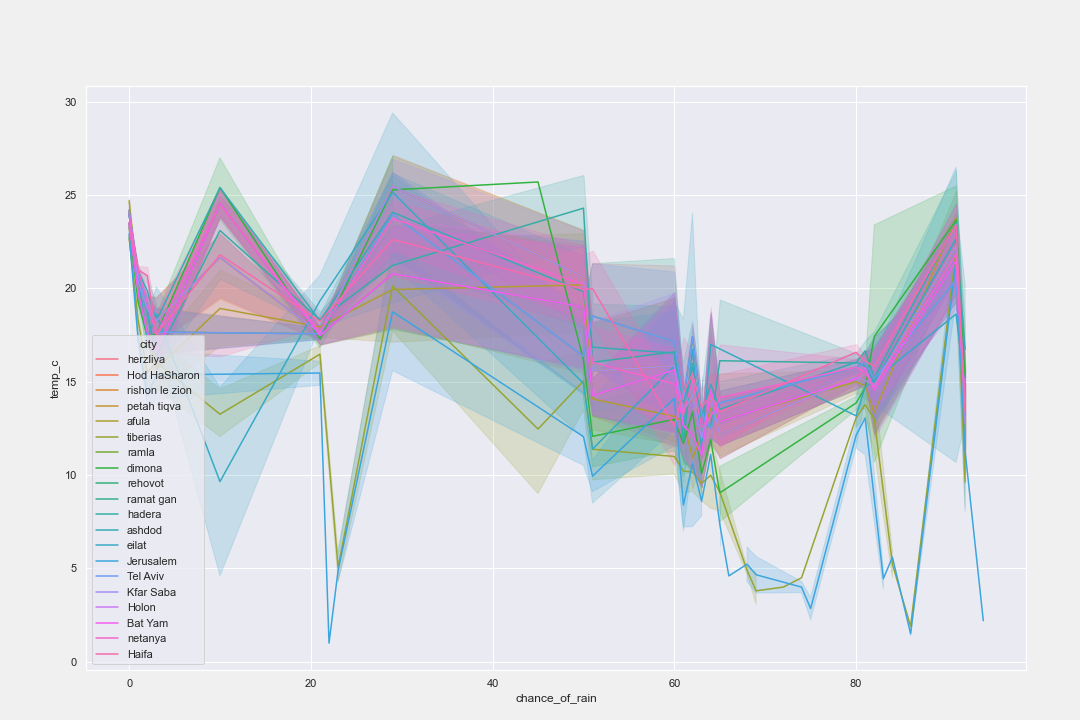 30
25
20
15
10
5
0
temp_c
city
herzliya
Hod HaSharon
rishon le zion
petah tiqva
afula
tiberias
ramla
dimona
rehovot
ramat gan
hadera
ashdod
eilat
Jerusalem
Tel Aviv
Kfar Saba
Holon
Bat Yam
netanya
Haifa
0 20 40 60 80
chance_of_rain